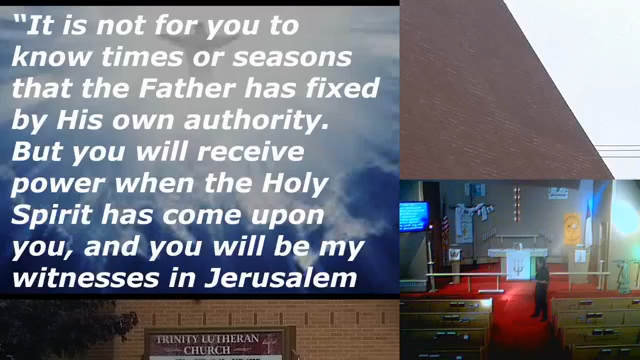 “It is not for you to
know times or seasons
that the Father has fixed
by His own authority.
But you will receive
power when the Holy
Spirit has come upon
you, and you will be my
witnesses in Jerusalem
TRINITY LUTHERAN
CHURCH